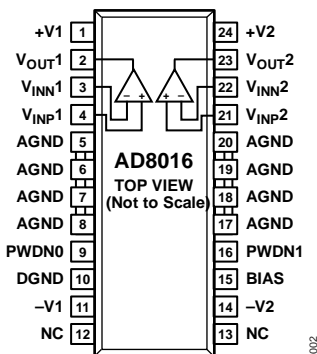 +V1 1 24 +V2
VOUT1 2 23 VOUT2
VINN1 3 22 VINN2
VINP1 4 21 VINP2
AGND 5 20 AGND
AGND 6 19 AGND
AGND 7 18 AGND
AGND 8 17 AGND
PWDN0 9 16 PWDN1
DGND 10 15 BIAS
–V1 11 14 –V2
NC 12 13 NC
– + + –
AD8016
TOP VIEW
(Not to Scale)
002